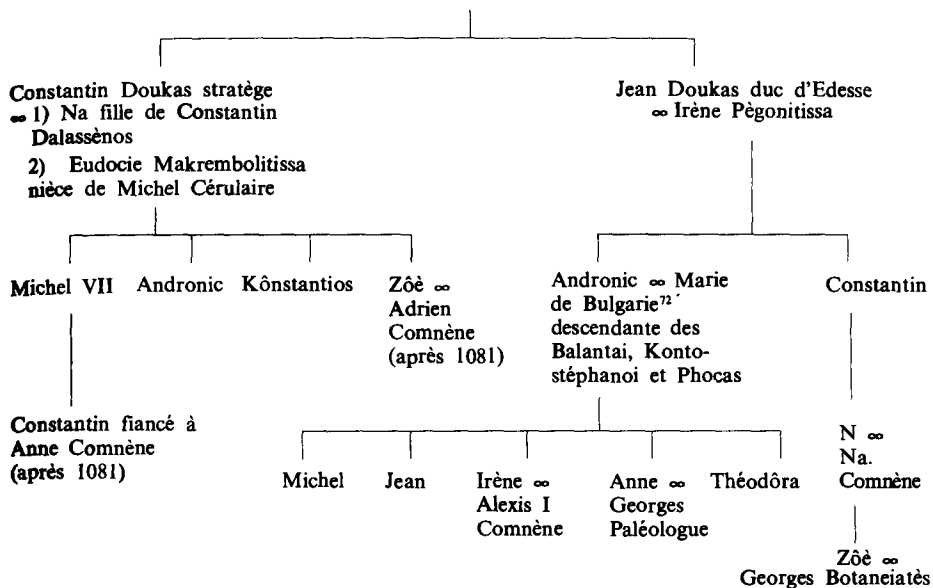 Constantin Doukas stratège
∞ 1) Na fille de Constantin
Dalassènos
2) Eudocie Makrembolitissa
nièce de Michel Cérulaire
Jean Doukas duc d'Edesse
∞ Irène Pègonitissa
Michel VII
Andronic
Kônstantios
Zôè ∞
Adrien
Comnène
(après 1081)
Andronic ∞ Marie
de Bulgarie⁷²
descendante des
Balantai, Konto-
stéphanoi et Phocas
Constantin
Constantin fiancé à
Anne Comnène
(après 1081)
Michel
Jean
Irène ∞
Alexis I
Comnène
Anne ∞
Georges
Paléologue
Théodôra
N ∞
Na.
Comnène
Zôè ∞
Georges Botaneiatès